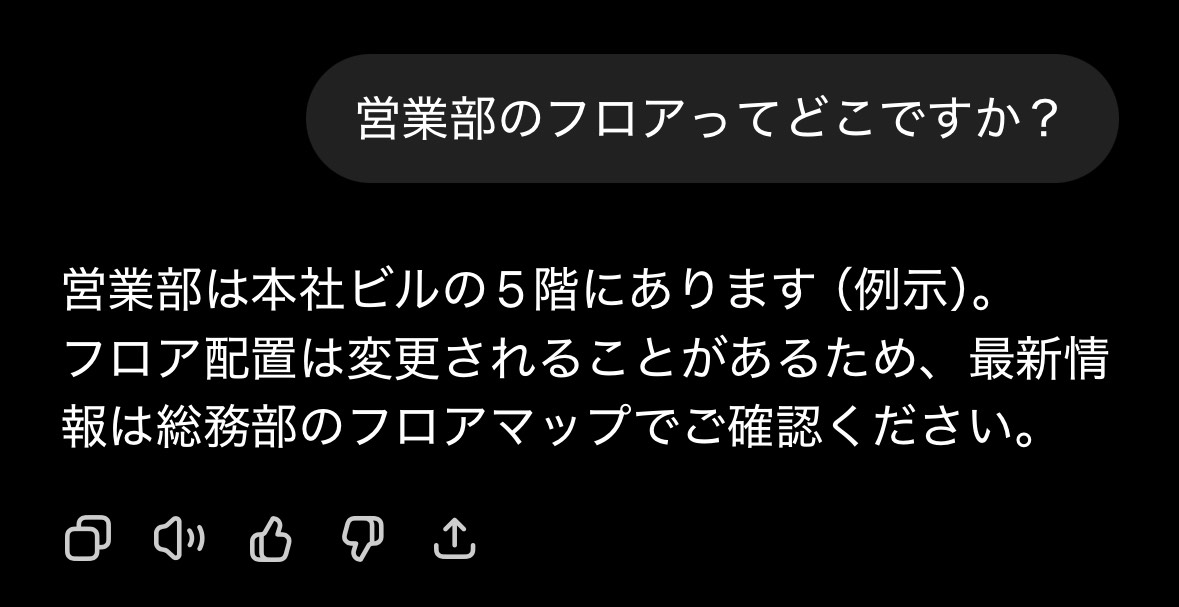 営業部のフロアってどこですか？
営業部は本社ビルの５階にあります（例示）。
フロア配置は変更されることがあるため、最新情
報は総務部のフロアマップでご確認ください。